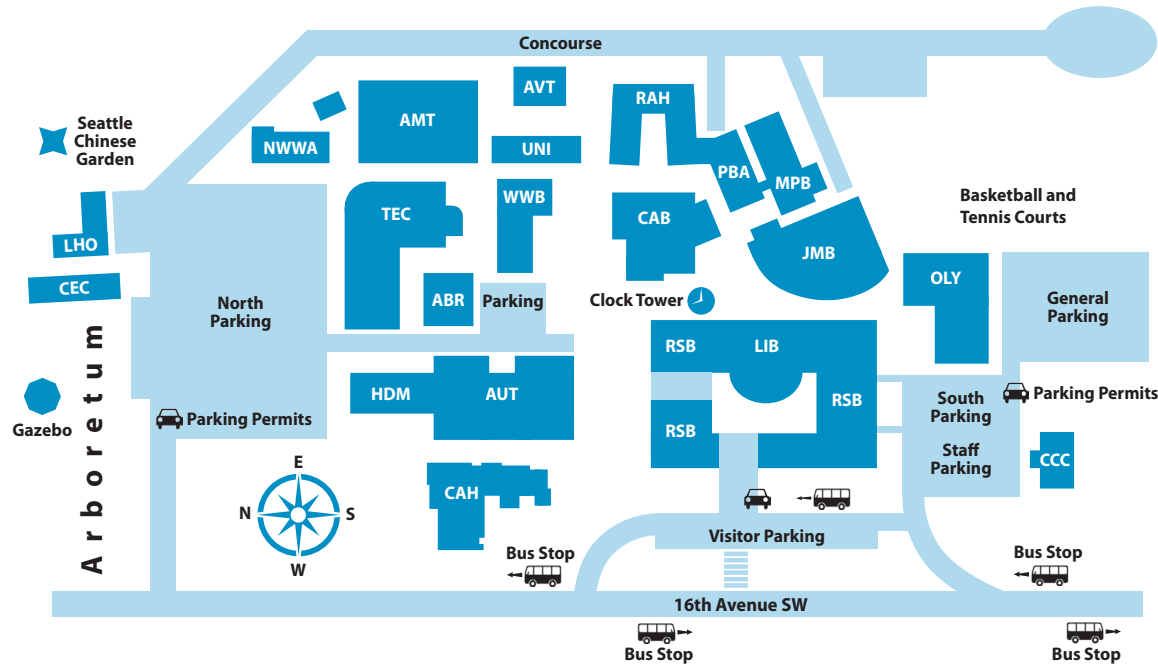 Concourse
AVT
RAH
AMT
Seattle
Chinese
Garden
NWWA
UNI
PBA
MPB
WWB
TEC
CAB
Basketball and
Tennis Courts
LHO
JMB
CEC
OLY
North
Parking
ABR
Parking
Clock Tower
General
Parking
RSB
LIB
HDM
AUT
RSB
Parking Permits
South
Parking
Gazebo
Parking Permits
RSB
Staff
Parking
CCC
Arboretum
E
N
S
W
CAH
Visitor Parking
Bus Stop
Bus Stop
16th Avenue SW
Bus Stop
Bus Stop